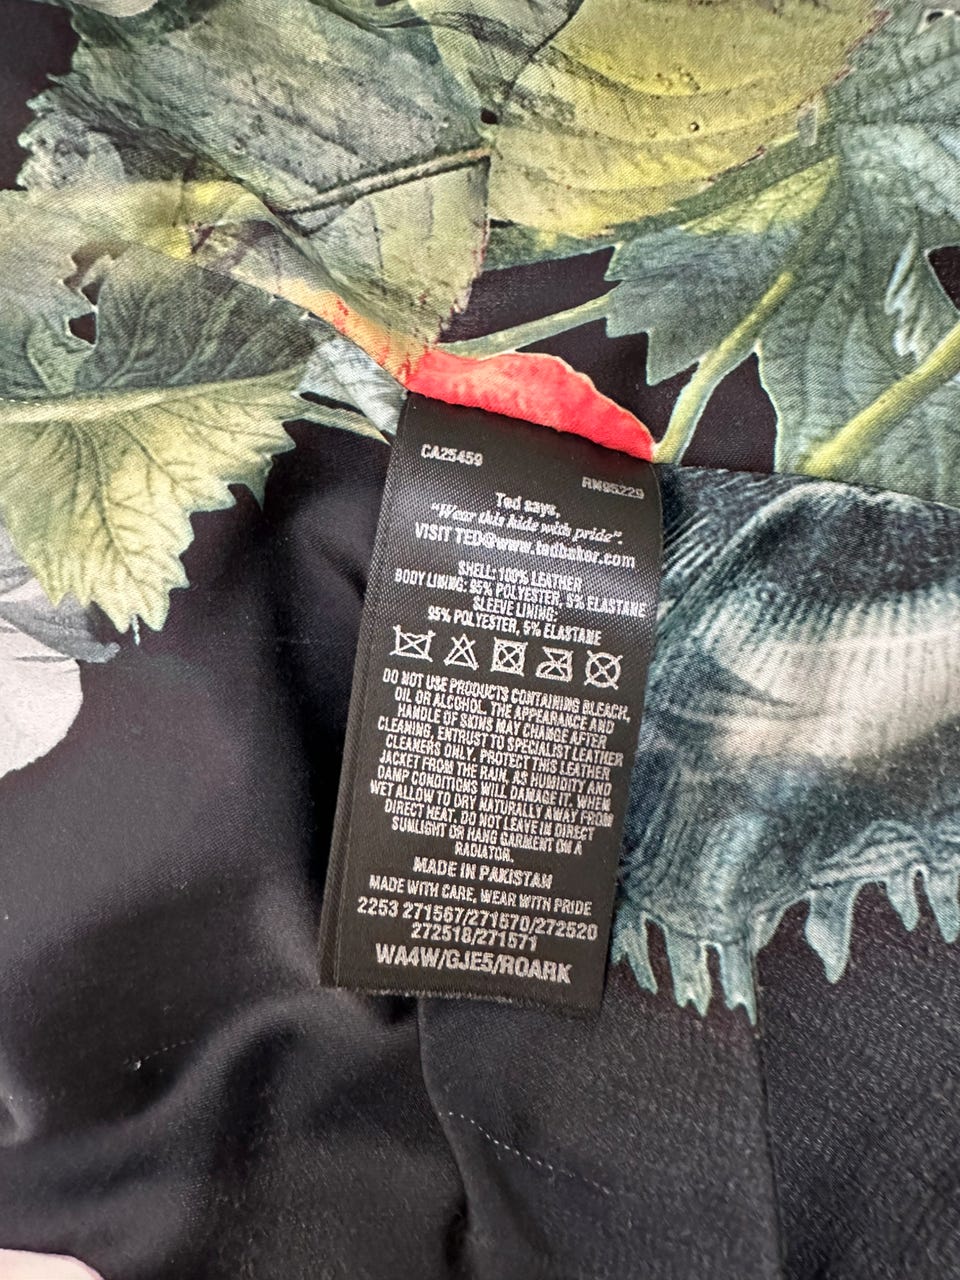 CA25459
RN95229
Ted says,
"Wear this hide with pride"
VISIT TED@www.tedbaker.com
SHELL: 100% LEATHER
BODY LINING: 95% POLYESTER, 5% ELASTANE
SLEEVE LINING:
95% POLYESTER, 5% ELASTANE
DO NOT USE PRODUCTS CONTAINING BLEACH,
OIL OR ALCOHOL. THE APPEARANCE AND
HANDLE OF SKINS MAY CHANGE AFTER
CLEANING, ENTRUST TO SPECIALIST LEATHER
CLEANERS ONLY. PROTECT THIS LEATHER
JACKET FROM THE RAIN, AS HUMIDITY AND
DAMP CONDITIONS WILL DAMAGE IT. WHEN
WET ALLOW TO DRY NATURALLY AWAY FROM
DIRECT HEAT. DO NOT LEAVE IN DIRECT
SUNLIGHT OR HANG GARMENT ON A
RADIATOR.
MADE IN PAKISTAN
MADE WITH CARE, WEAR WITH PRIDE
2253 271567/271570/272520
272518/271571
WA4W/GJE5/ROARK